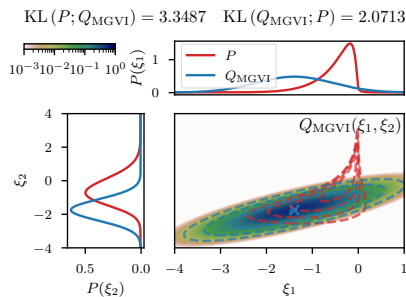 KL (P; Q_MGVI) = 3.3487 KL (Q_MGVI; P) = 2.0713
10⁻³ 10⁻² 10⁻¹ 10⁰
P(ξ₁)
1
0
P
Q_MGVI
ξ₂
4
2
0
−2
−4
0.5 0.0
P(ξ₂)
Q_MGVI(ξ₁, ξ₂)
−4 −3 −2 −1 0 1
ξ₁